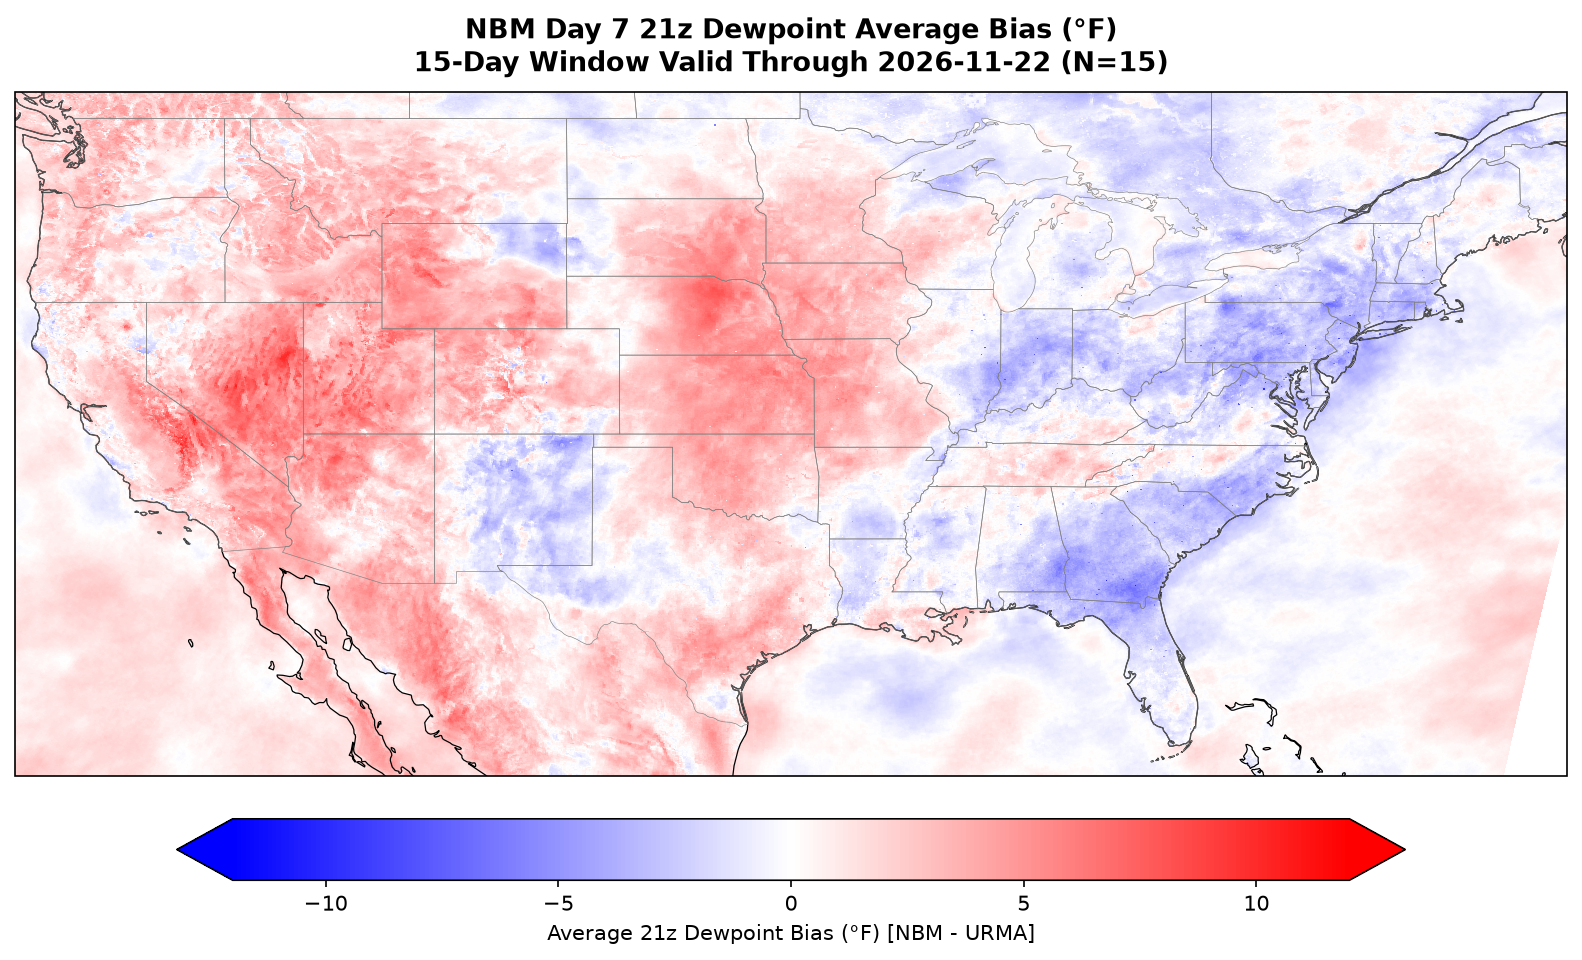 NBM Day 7 21z Dewpoint Average Bias (°F)
15-Day Window Valid Through 2026-11-22 (N=15)
−10 −5 0 5 10
Average 21z Dewpoint Bias (°F) [NBM - URMA]